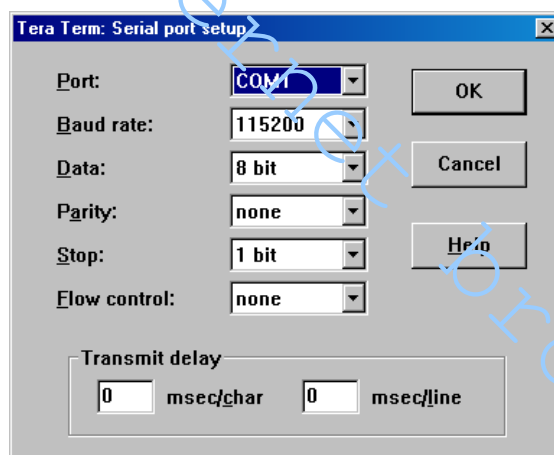 Tera Term: Serial port setup
Port: COM1
OK
Baud rate: 115200
Data: 8 bit
Cancel
Parity: none
Stop: 1 bit
Help
Flow control: none
Transmit delay
0 msec/char 0 msec/line